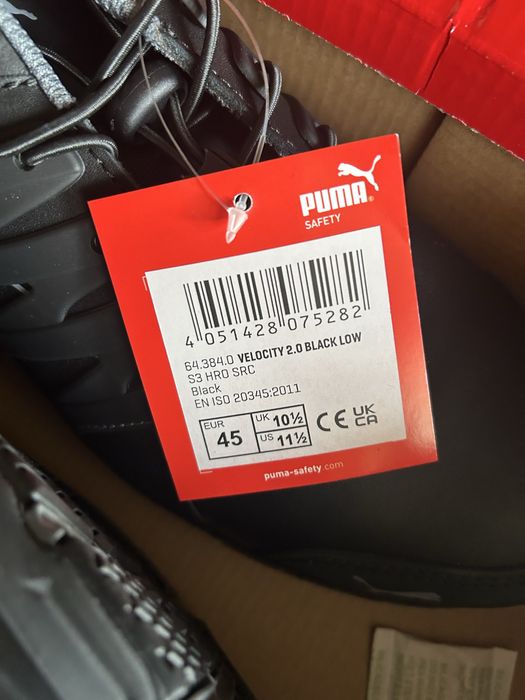 PUMA®
SAFETY
4 051428 075282
64.384.0 VELOCITY 2.0 BLACK LOW
S3 HRO SRC
Black
EN ISO 20345:2011
EUR 45
UK 10½
US 11½
CE UK CA
puma-safety.com